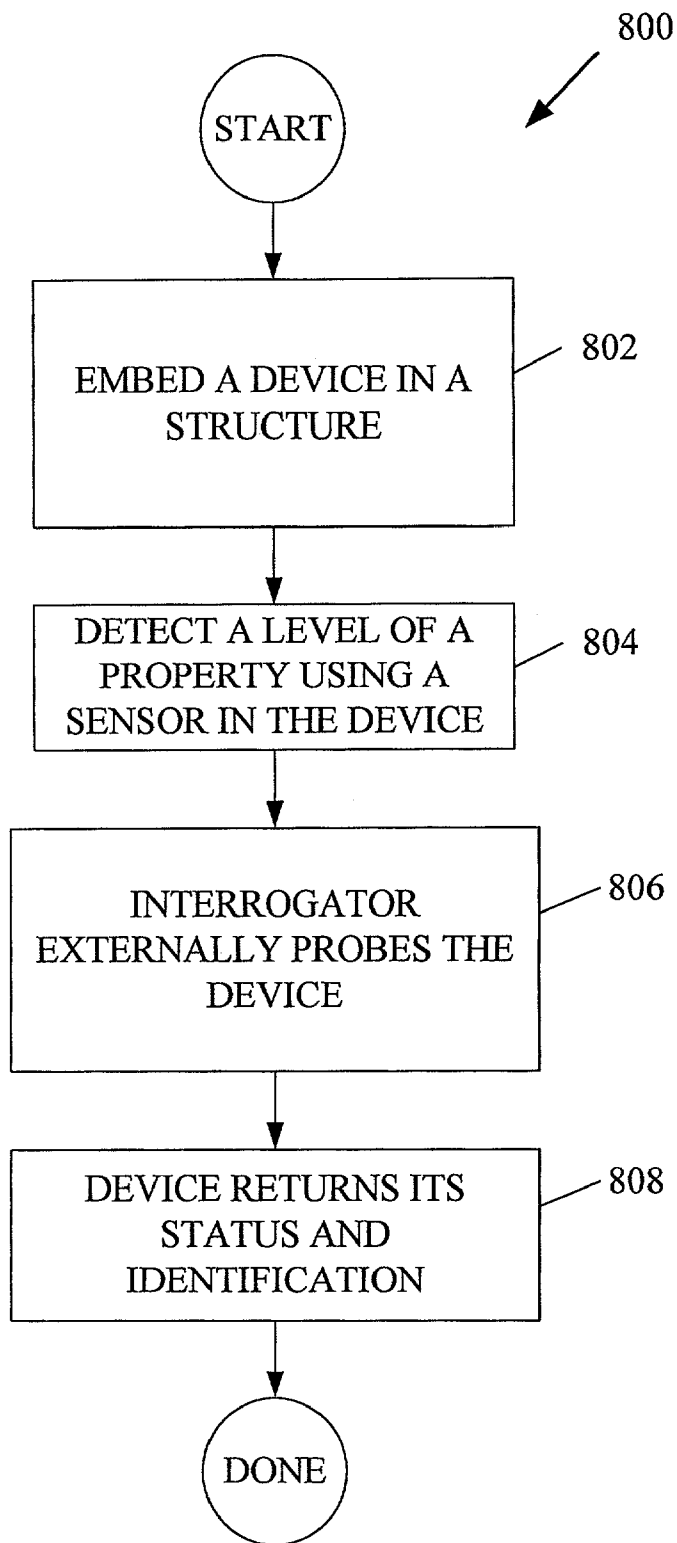 800
START
EMBED A DEVICE IN A
STRUCTURE
802
DETECT A LEVEL OF A
PROPERTY USING A
SENSOR IN THE DEVICE
804
INTERROGATOR
EXTERNALLY PROBES THE
DEVICE
806
DEVICE RETURNS ITS
STATUS AND
IDENTIFICATION
808
DONE